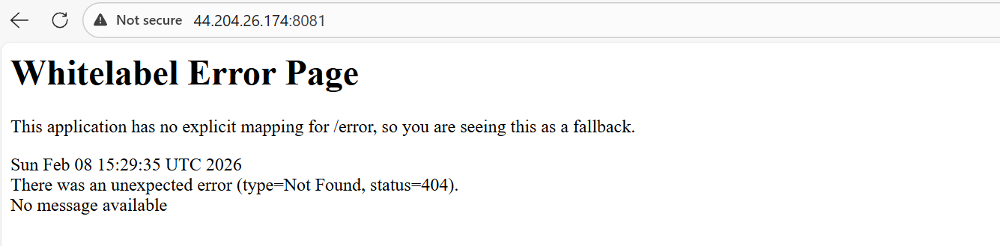 Not secure 44.204.26.174:8081
Whitelabel Error Page
This application has no explicit mapping for /error, so you are seeing this as a fallback.
Sun Feb 08 15:29:35 UTC 2026
There was an unexpected error (type=Not Found, status=404).
No message available